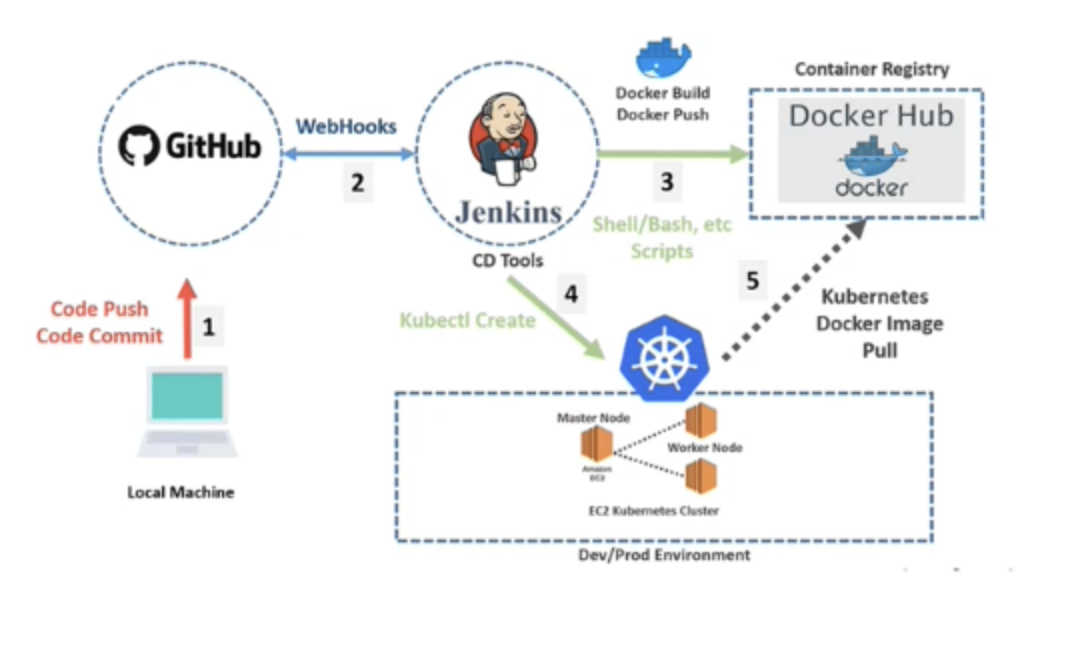 GitHub
WebHooks
2
Jenkins
CD Tools
Docker Build
Docker Push
3
Shell/Bash, etc
Scripts
Container Registry
Docker Hub
docker
Code Push
Code Commit
1
Local Machine
Kubectl Create
4
5
Kubernetes
Docker Image
Pull
Master Node
Amazon
EC2
Worker Node
EC2 Kubernetes Cluster
Dev/Prod Environment